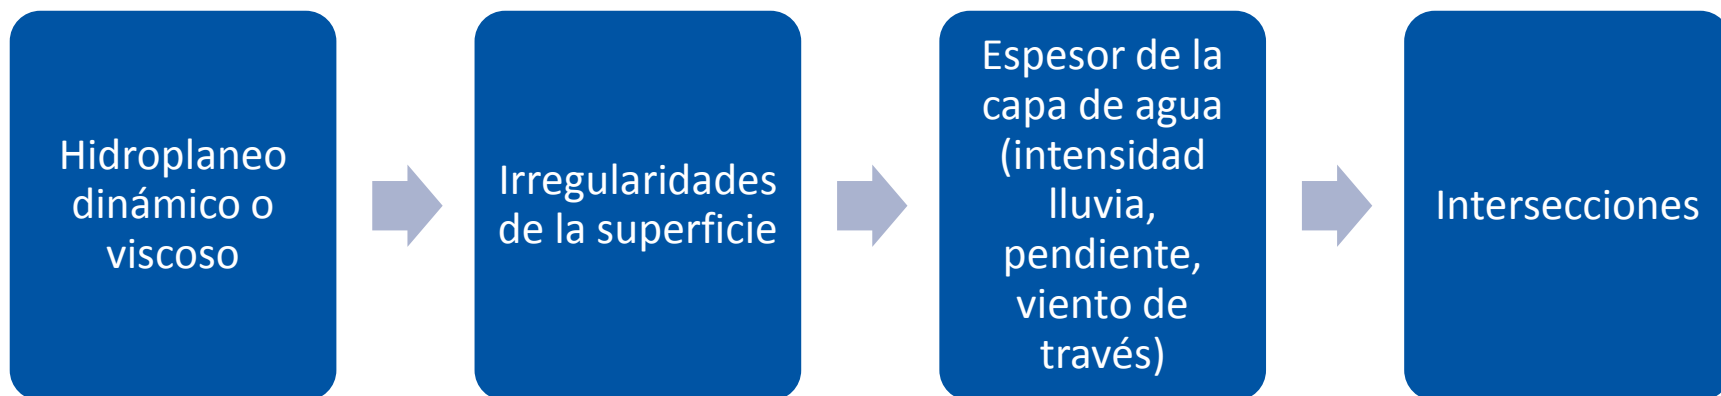 Hidroplaneo
dinámico o
viscoso
Irregularidades
de la superficie
Espesor de la
capa de agua
(intensidad
lluvia,
pendiente,
viento de
través)
Intersecciones